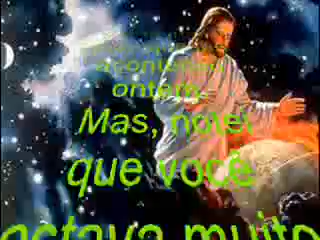 aconteceu
ontem.
Mas, notei
que você
estava muito